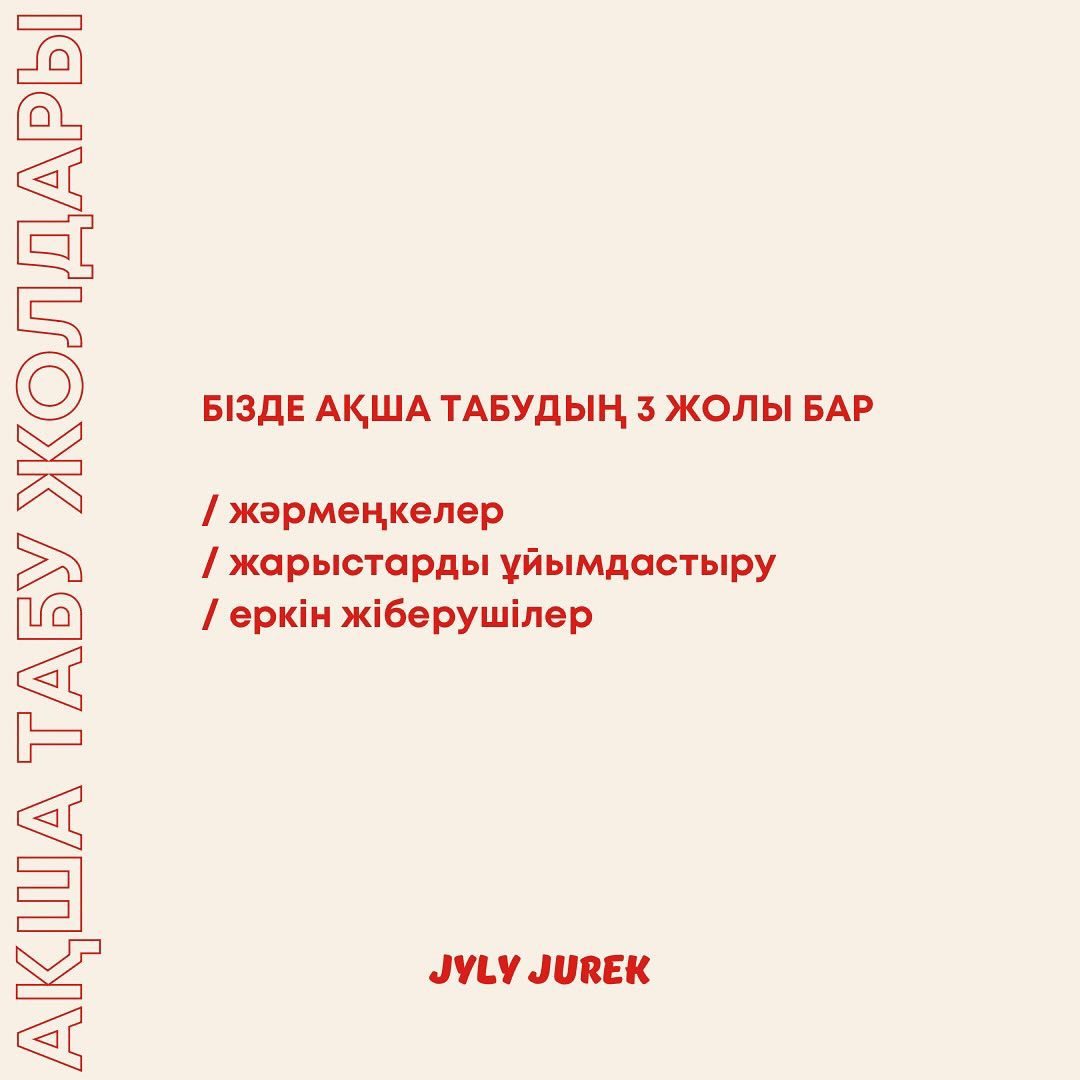 АҚША ТАБУ ЖОЛДАРЫ
БІЗДЕ АҚША ТАБУДЫҢ 3 ЖОЛЫ БАР
/ жәрмеңкелер
/ жарыстарды ұйымдастыру
/ еркін жіберушілер
JYLY JUREK